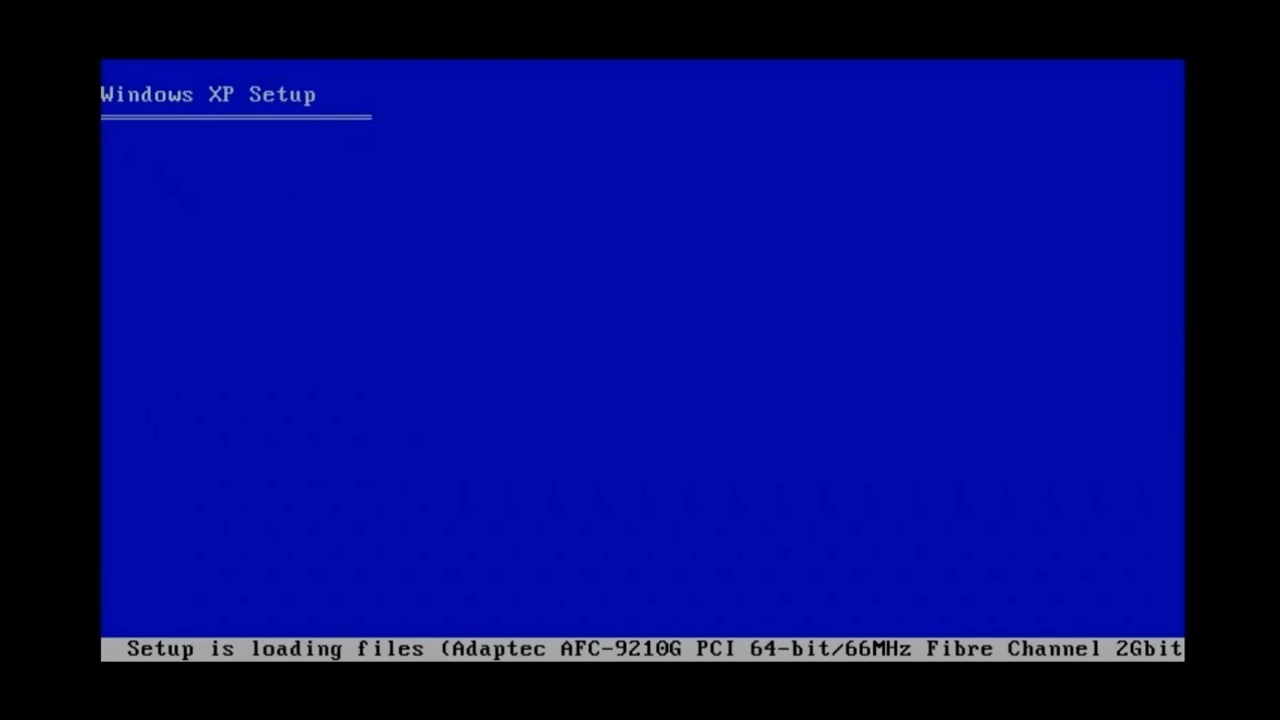 Windows XP Setup
Setup is loading files (Adaptec AFC-9210G PCI 64-bit/66MHz Fibre Channel 2Gbit